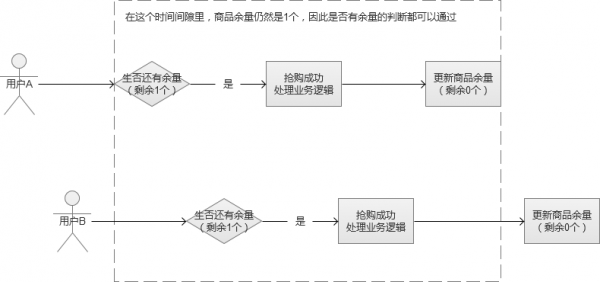 在这个时间间隙里，商品余量仍然是1个，因此是否有余量的判断都可以通过
用户A
生否还有余量
（剩余1个）
是
抢购成功
处理业务逻辑
更新商品余量
（剩余0个）
用户B
生否还有余量
（剩余1个）
是
抢购成功
处理业务逻辑
更新商品余量
（剩余0个）